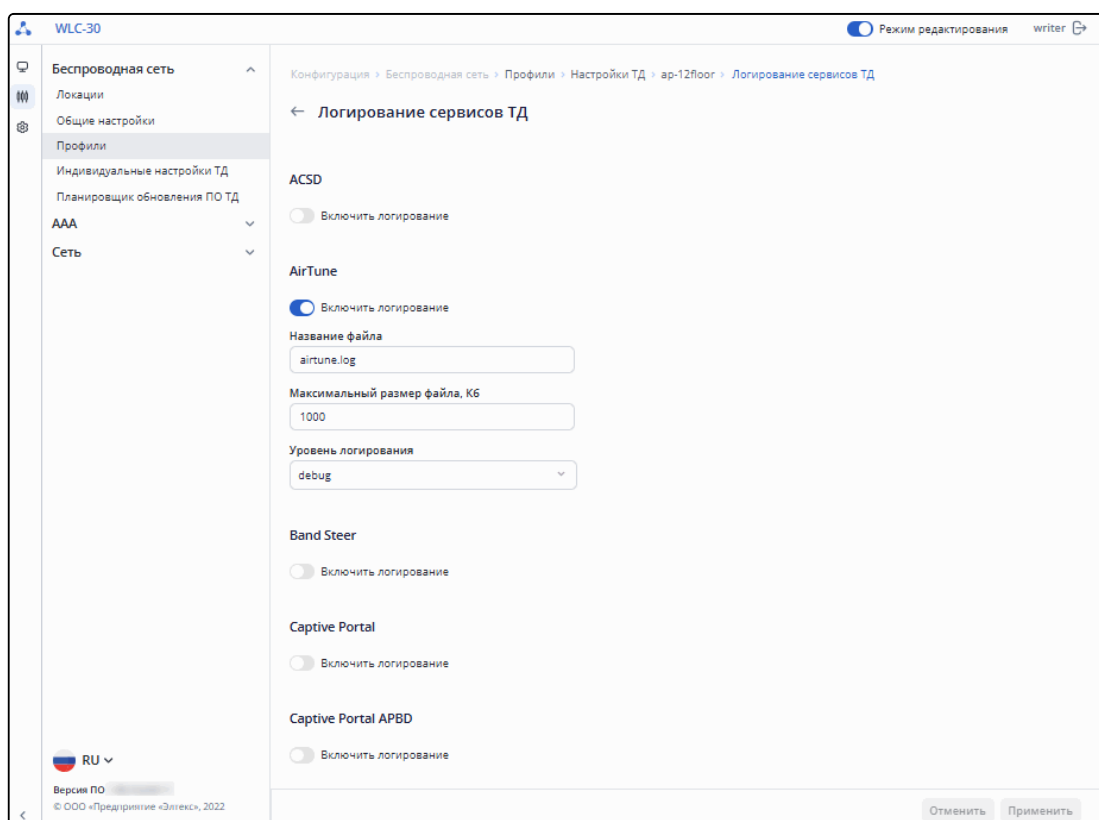 WLC-30
Режим редактирования
writer
Беспроводная сеть
Локации
Общие настройки
Профили
Индивидуальные настройки ТД
Планировщик обновления ПО ТД
AAA
Сеть
Конфигурация › Беспроводная сеть › Профили › Настройки ТД › ap-12floor › Логирование сервисов ТД
← Логирование сервисов ТД
ACSD
Включить логирование
AirTune
Включить логирование
Название файла
airtune.log
Максимальный размер файла, Кб
1000
Уровень логирования
debug
Band Steer
Включить логирование
Captive Portal
Включить логирование
Captive Portal APBD
Включить логирование
RU
Версия ПО
© ООО «Предприятие «Элтекс», 2022
Отменить
Применить